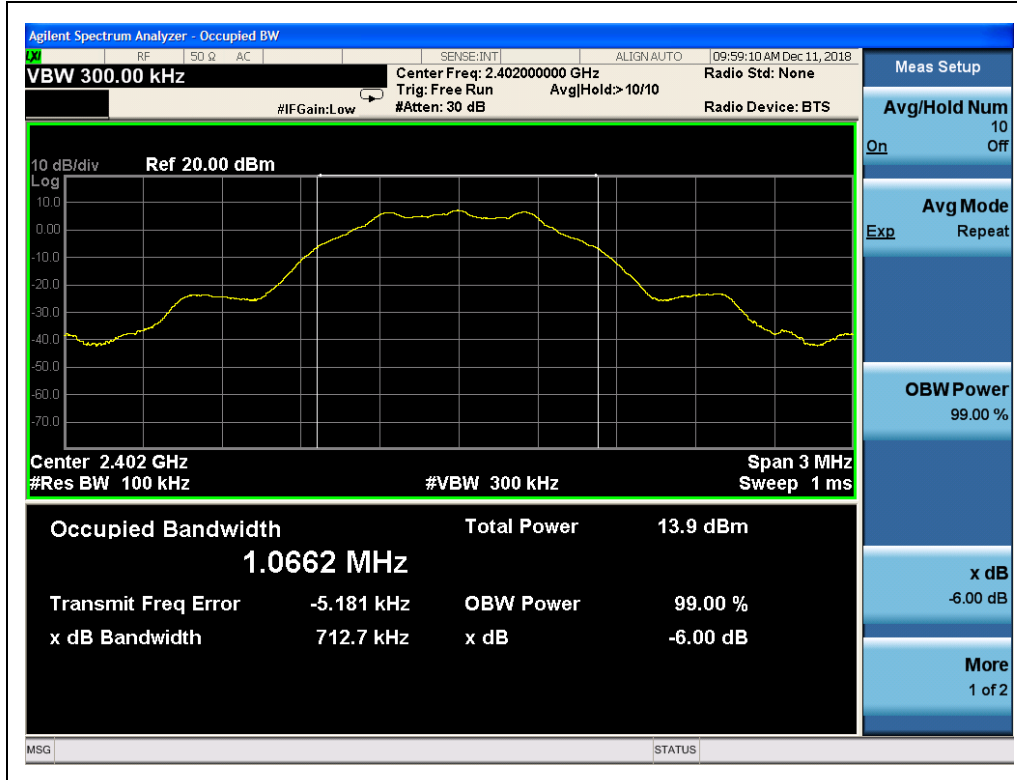 Agilent Spectrum Analyzer - Occupied BW
LXI RF 50 Ω AC SENSE:INT ALIGN AUTO 09:59:10 AM Dec 11, 2018
VBW 300.00 kHz
Center Freq: 2.402000000 GHz Radio Std: None
Trig: Free Run Avg|Hold:>10/10
#IFGain:Low #Atten: 30 dB Radio Device: BTS
10 dB/div Ref 20.00 dBm
Log
10.0
0.00
-10.0
-20.0
-30.0
-40.0
-50.0
-60.0
-70.0
Center 2.402 GHz Span 3 MHz
#Res BW 100 kHz #VBW 300 kHz Sweep 1 ms
Occupied Bandwidth Total Power 13.9 dBm
1.0662 MHz
Transmit Freq Error -5.181 kHz OBW Power 99.00 %
x dB Bandwidth 712.7 kHz x dB -6.00 dB
Meas Setup
Avg/Hold Num
10
On Off
Avg Mode
Exp Repeat
OBW Power
99.00 %
x dB
-6.00 dB
More
1 of 2
MSG STATUS